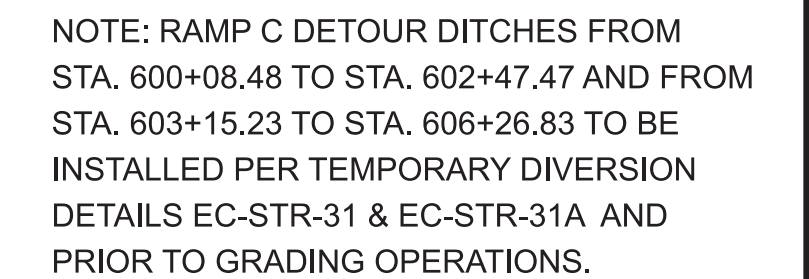 NOTE: RAMP C DETOUR DITCHES FROM
STA. 600+08.48 TO STA. 602+47.47 AND FROM
STA. 603+15.23 TO STA. 606+26.83 TO BE
INSTALLED PER TEMPORARY DIVERSION
DETAILS EC-STR-31 & EC-STR-31A AND
PRIOR TO GRADING OPERATIONS.